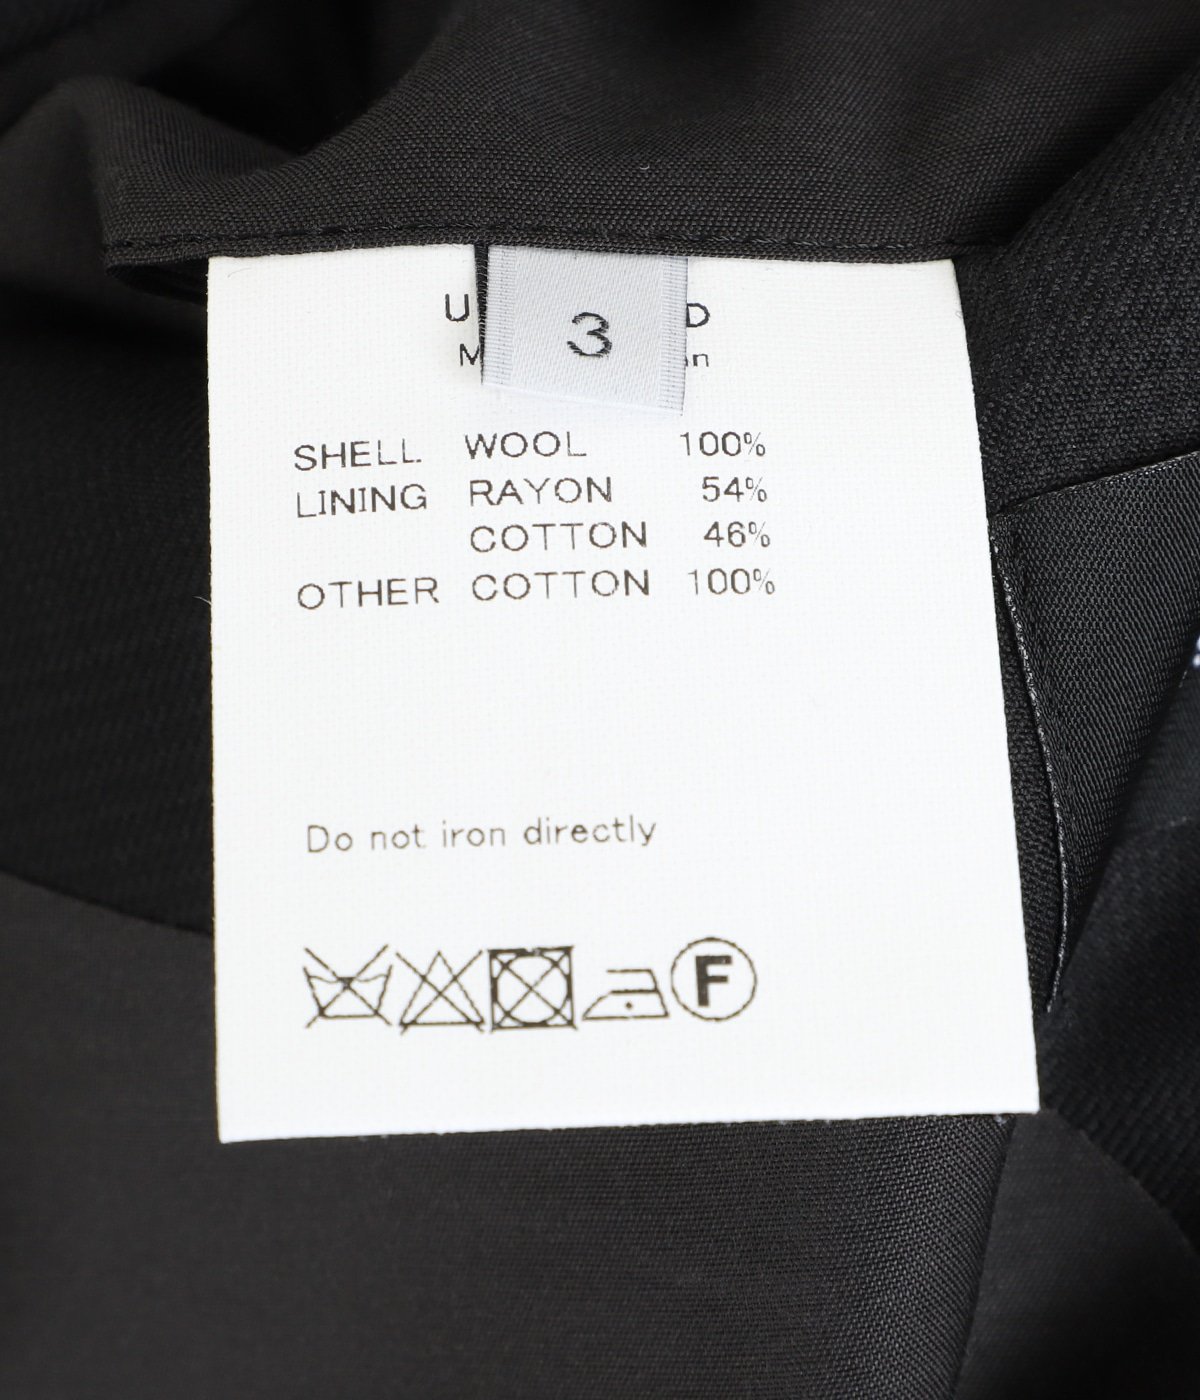 3
SHELL WOOL 100%
LINING RAYON 54%
COTTON 46%
OTHER COTTON 100%
Do not iron directly
F